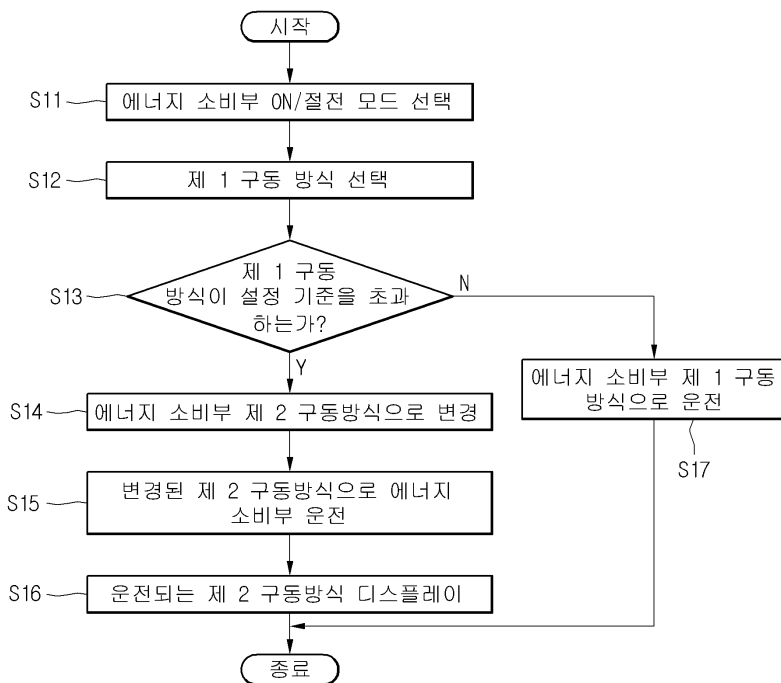 시작
S11
에너지 소비부 ON/절전 모드 선택
S12
제 1 구동 방식 선택
S13
제 1 구동
방식이 설정 기준을 초과
하는가?
N
Y
S14
에너지 소비부 제 2 구동방식으로 변경
에너지 소비부 제 1 구동
방식으로 운전
S17
S15
변경된 제 2 구동방식으로 에너지
소비부 운전
S16
운전되는 제 2 구동방식 디스플레이
종료